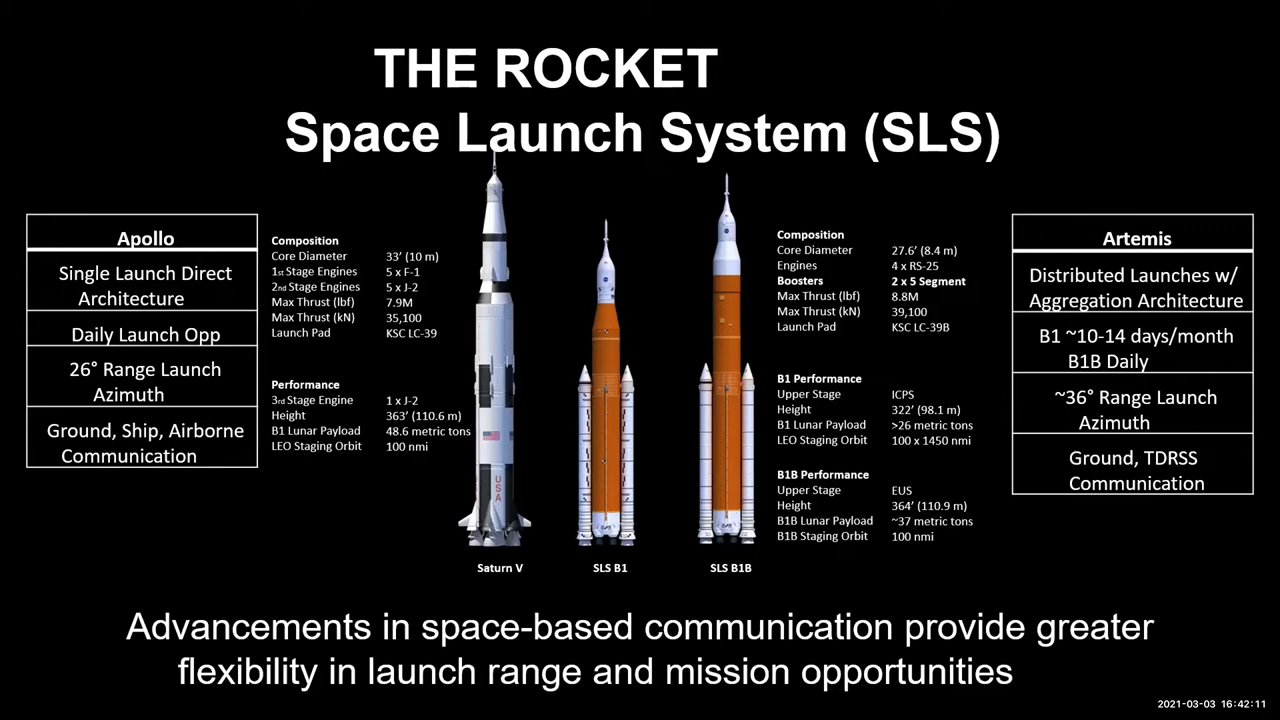 THE ROCKET
Space Launch System (SLS)
Apollo
Single Launch Direct
Architecture
Daily Launch Opp
26° Range Launch
Azimuth
Ground, Ship, Airborne
Communication
Composition
Core Diameter 33’ (10 m)
1st Stage Engines 5 x F-1
2nd Stage Engines 5 x J-2
Max Thrust (lbf) 7.9M
Max Thrust (kN) 35,100
Launch Pad KSC LC-39
Performance
3rd Stage Engine 1 x J-2
Height 363’ (110.6 m)
B1 Lunar Payload 48.6 metric tons
LEO Staging Orbit 100 nmi
USA
Saturn V
SLS B1
SLS B1B
Composition
Core Diameter 27.6’ (8.4 m)
Engines 4 x RS-25
Boosters 2 x 5 Segment
Max Thrust (lbf) 8.8M
Max Thrust (kN) 39,100
Launch Pad KSC LC-39B
B1 Performance
Upper Stage ICPS
Height 322’ (98.1 m)
B1 Lunar Payload >26 metric tons
LEO Staging Orbit 100 x 1450 nmi
B1B Performance
Upper Stage EUS
Height 364’ (110.9 m)
B1B Lunar Payload ~37 metric tons
B1B Staging Orbit 100 nmi
Artemis
Distributed Launches w/
Aggregation Architecture
B1 ~10-14 days/month
B1B Daily
~36° Range Launch
Azimuth
Ground, TDRSS
Communication
Advancements in space-based communication provide greater
flexibility in launch range and mission opportunities
2021-03-03 16:42:11